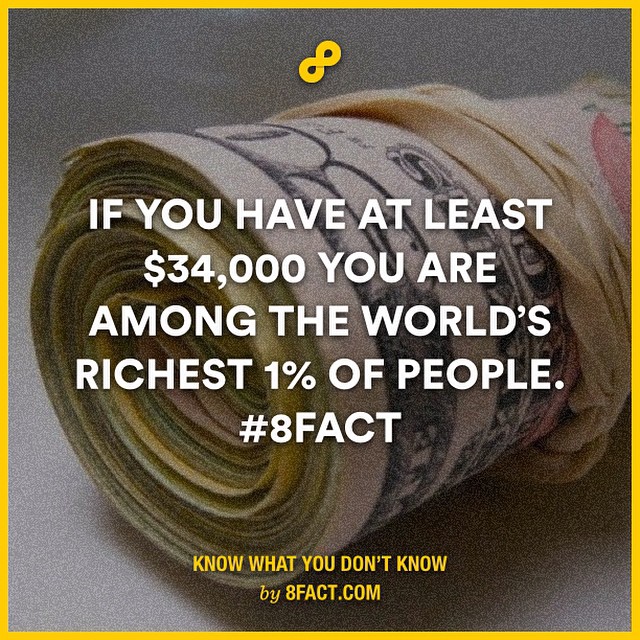 IF YOU HAVE AT LEAST
$34,000 YOU ARE
AMONG THE WORLD'S
RICHEST 1% OF PEOPLE.
#8FACT
KNOW WHAT YOU DON'T KNOW
by 8FACT.COM